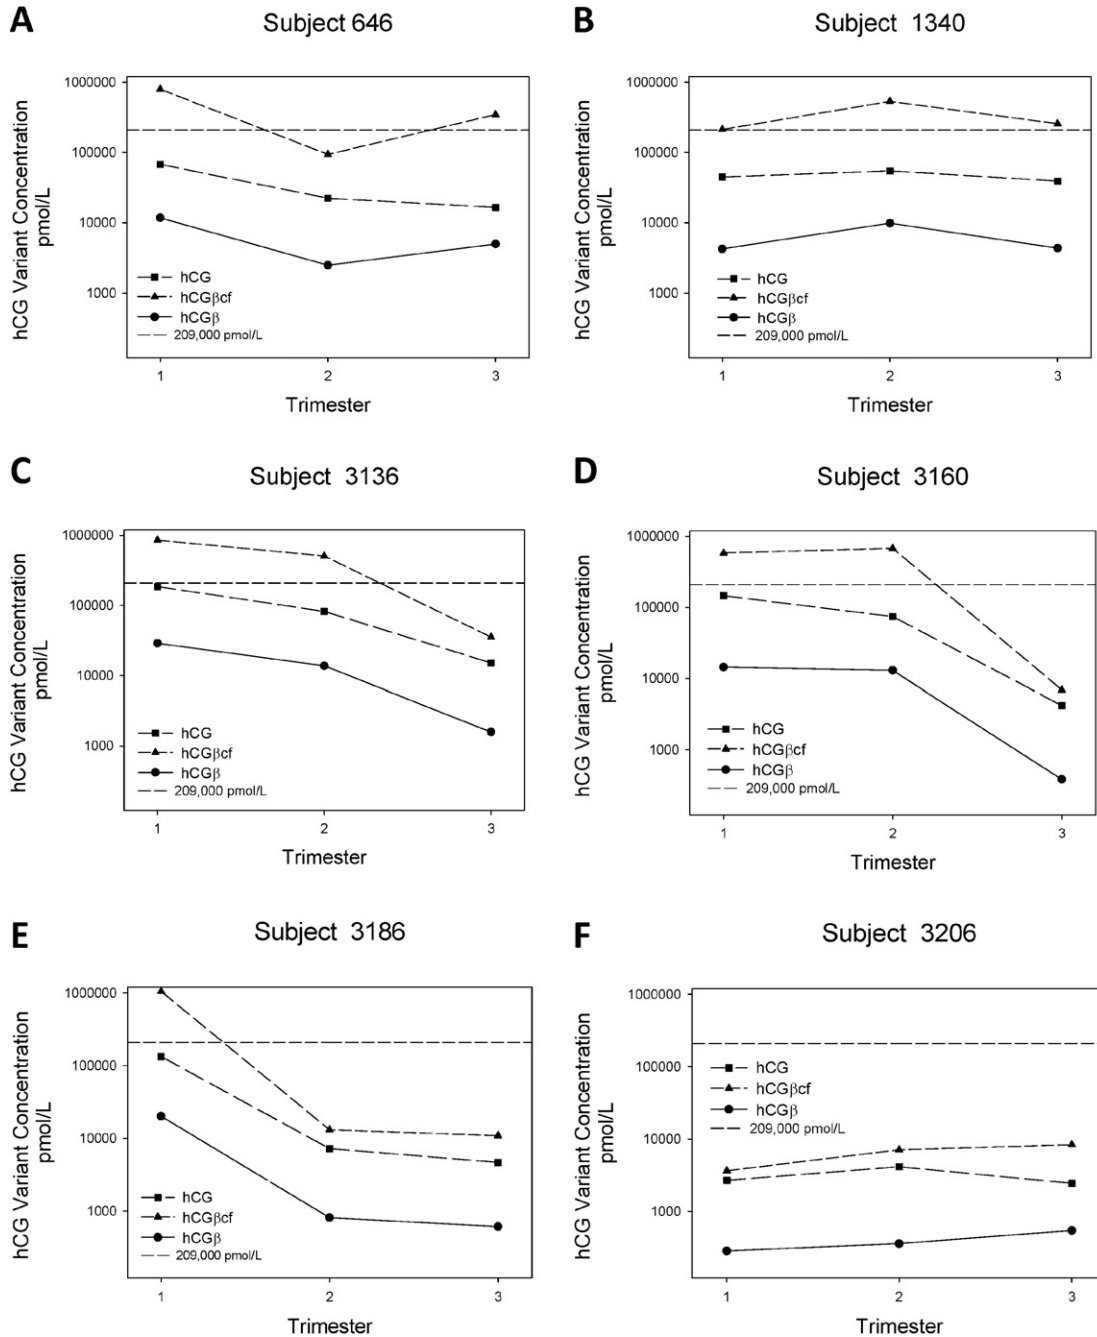 A
Subject 646
hCG Variant Concentration
pmol/L
1000000
100000
10000
1000
hCG
hCGβcf
hCGβ
209,000 pmol/L
1
2
3
Trimester
B
Subject 1340
hCG Variant Concentration
pmol/L
1000000
100000
10000
1000
hCG
hCGβcf
hCGβ
209,000 pmol/L
1
2
3
Trimester
C
Subject 3136
hCG Variant Concentration
pmol/L
1000000
100000
10000
1000
hCG
hCGβcf
hCGβ
209,000 pmol/L
1
2
3
Trimester
D
Subject 3160
hCG Variant Concentration
pmol/L
1000000
100000
10000
1000
hCG
hCGβcf
hCGβ
209,000 pmol/L
1
2
3
Trimester
E
Subject 3186
hCG Variant Concentration
pmol/L
1000000
100000
10000
1000
hCG
hCGβcf
hCGβ
209,000 pmol/L
1
2
3
Trimester
F
Subject 3206
hCG Variant Concentration
pmol/L
1000000
100000
10000
1000
hCG
hCGβcf
hCGβ
209,000 pmol/L
1
2
3
Trimester